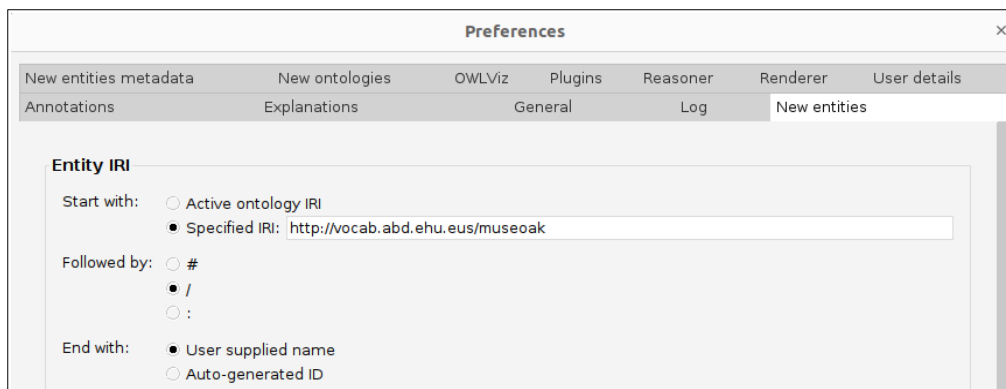 Preferences ×
New entities metadata New ontologies OWLViz Plugins Reasoner Renderer User details
Annotations Explanations General Log New entities
Entity IRI
Start with: Active ontology IRI
Specified IRI: http://vocab.abd.ehu.eus/museoak
Followed by: #
/
:
End with: User supplied name
Auto-generated ID